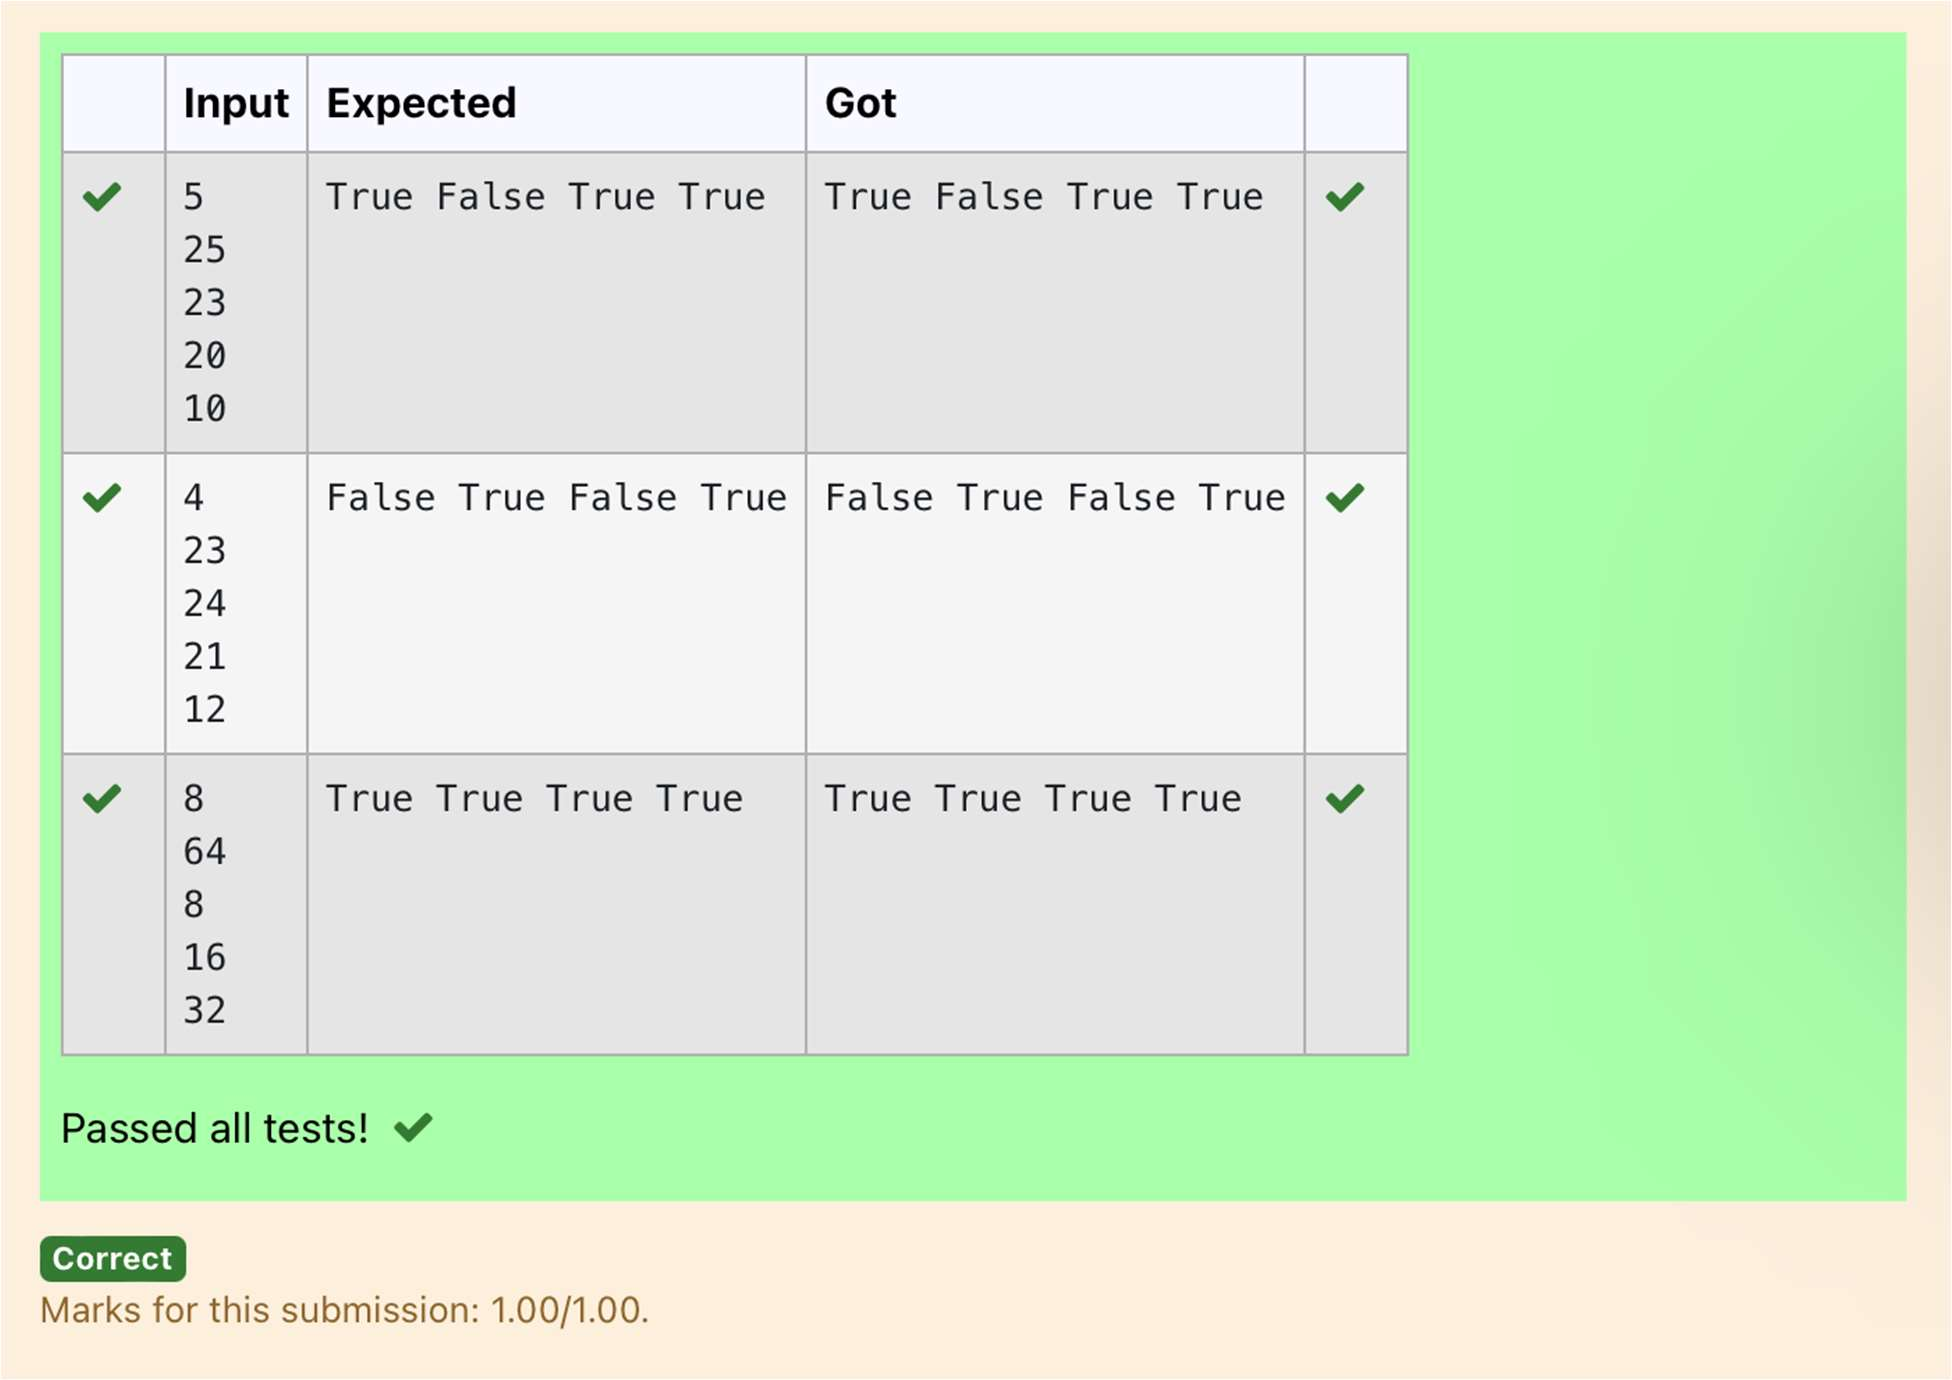 Input Expected Got
5 True False True True True False True True
25
23
20
10
4 False True False True False True False True
23
24
21
12
8 True True True True True True True True
64
8
16
32
Passed all tests!
Correct
Marks for this submission: 1.00/1.00.